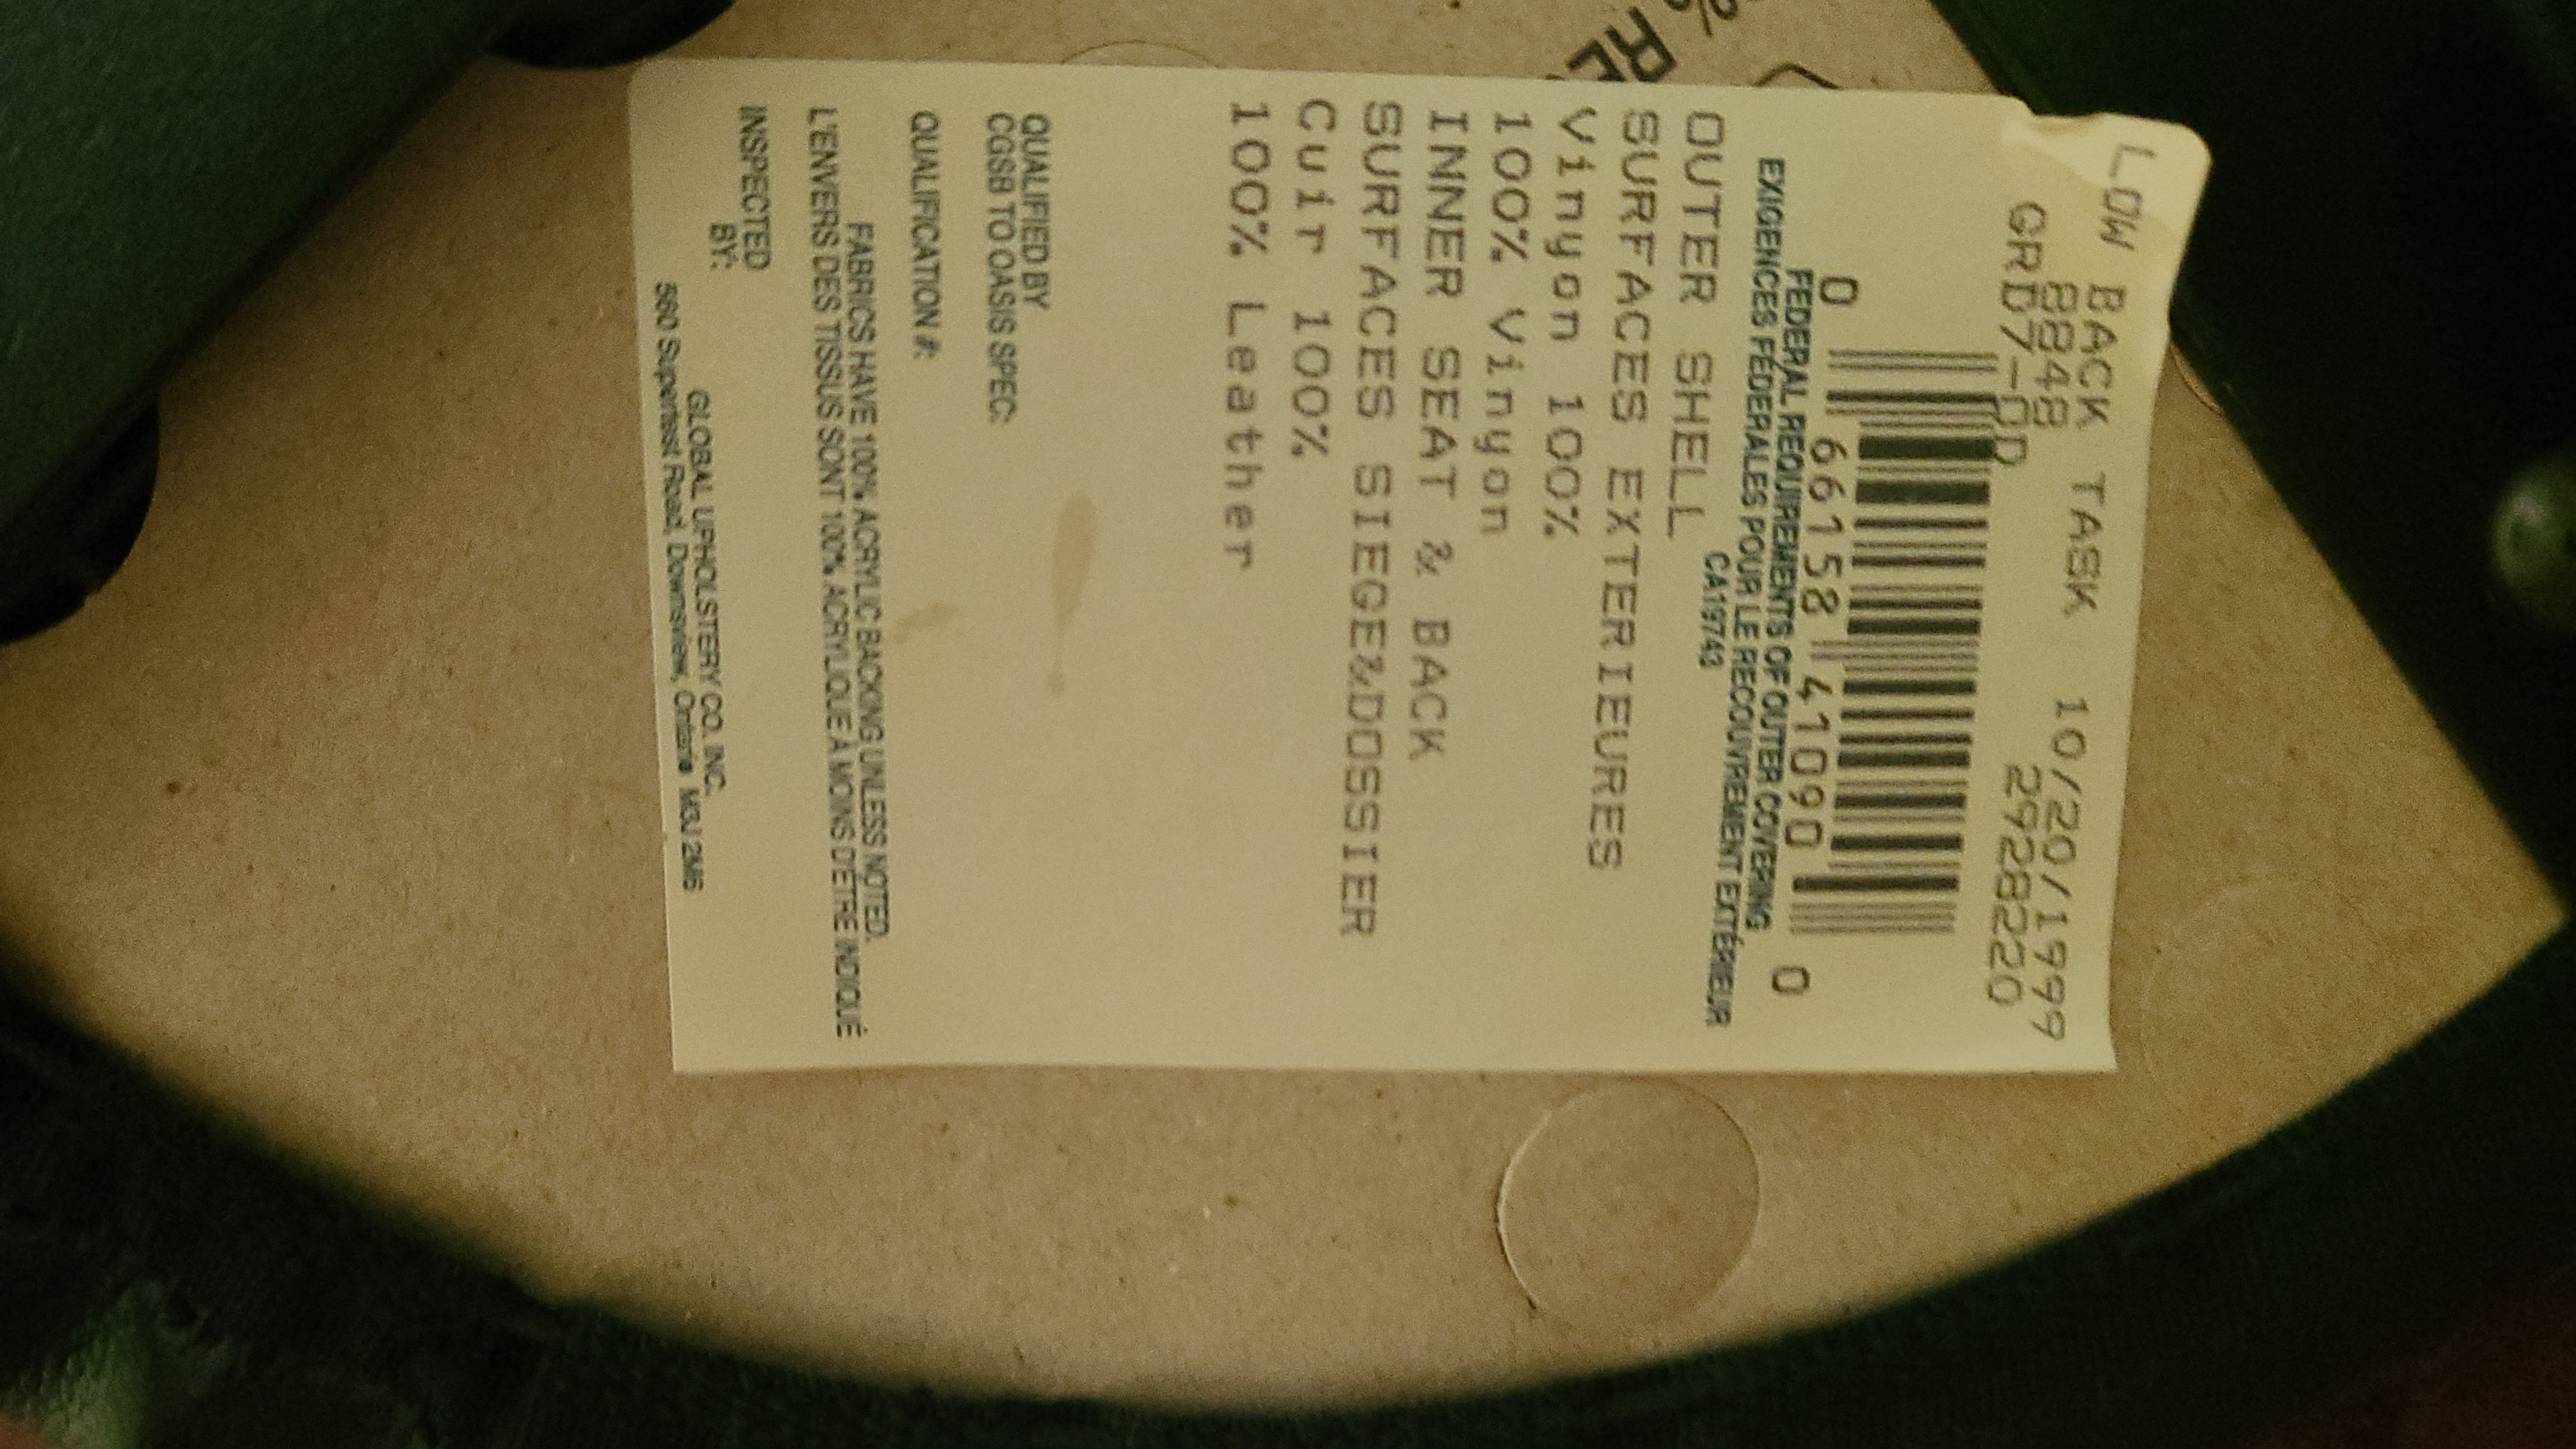 LOW BACK TASK 10/20/1999
8848 29282220
GRD7-DD
0 66158 41090 0
FEDERAL REQUIREMENTS OF OUTER COVERING
EXIGENCES FÉDERALES POUR LE RECOUVREMENT EXTÉRIEUR
CA19743
OUTER SHELL
SURFACES EXTERIEURES
Vinyon 100%
100% Vinyon
INNER SEAT & BACK
SURFACES SIEGE&DOSSIER
Cuir 100%
100% Leather
QUALIFIED BY
CGSB TO OASIS SPEC:
QUALIFICATION #:
FABRICS HAVE 100% ACRYLIC BACKING UNLESS NOTED.
L'ENVERS DES TISSUS SONT 100% ACRYLIQUE À MOINS D'ÊTRE INDIQUÉ
INSPECTED
BY:
GLOBAL UPHOLSTERY CO. INC.
560 Supertest Road, Downsview, Ontario M3J 2M6